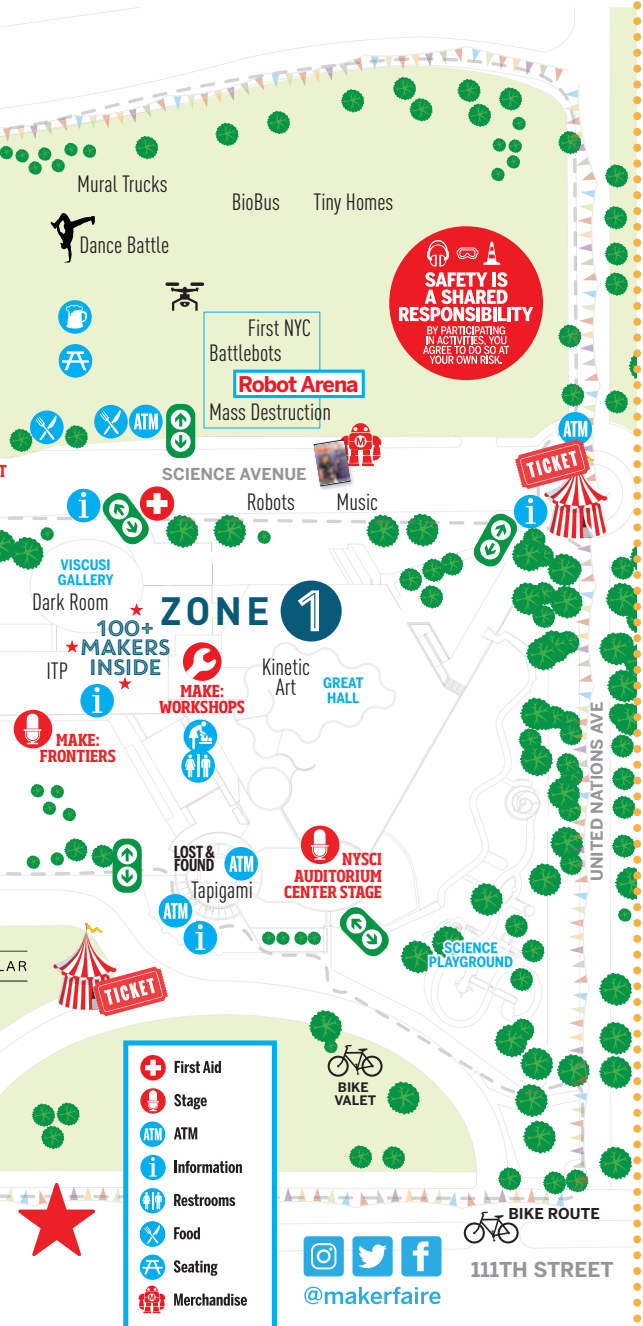 Mural Trucks
BioBus
Tiny Homes
Dance Battle
SAFETY IS
A SHARED
RESPONSIBILITY
BY PARTICIPATING
IN ACTIVITIES, YOU
AGREE TO DO SO AT
YOUR OWN RISK.
First NYC
Battlebots
Robot Arena
Mass Destruction
ATM
ATM
M
T
SCIENCE AVENUE
TICKET
i
Robots
Music
i
VISCUSI
GALLERY
Dark Room
ZONE 1
100+
MAKERS
INSIDE
ITP
i
MAKE:
WORKSHOPS
Kinetic
Art
GREAT
HALL
MAKE:
FRONTIERS
UNITED NATIONS AVE
LOST &
FOUND
ATM
Tapigami
ATM
i
NYSCI
AUDITORIUM
CENTER STAGE
SCIENCE
PLAYGROUND
LAR
TICKET
BIKE
VALET
First Aid
Stage
ATM ATM
i Information
Restrooms
Food
Seating
Merchandise
BIKE ROUTE
111TH STREET
@makerfaire